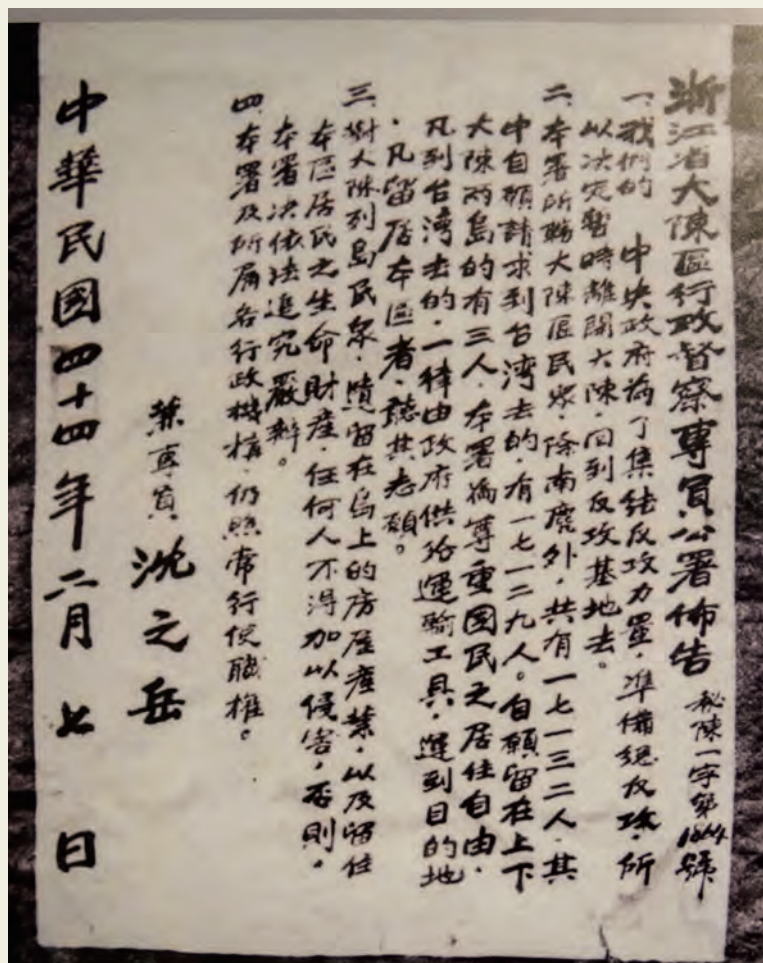 浙江省大陳區行政督察專員公署佈告
秘陳一字第1844號
一、我們的 中央政府為了集結反攻力量，準備總反攻，所
以決定暫時離開大陳，回到反攻基地去。
二、本署所轄大陳區民眾，除南麂外，共有一七一三二人，其
中自願請求到台灣去的，有一七一二九人。自願留在上下
大陳兩島的有三人，本署為尊重國民之居住自由，
凡到台灣去的，一律由政府供給運輸工具，運到目的地
，凡留居本區者，聽其志願。
三、對大陳列島民眾，遺留在島上的房屋產業，以及留住
本區居民之生命財產，任何人不得加以侵害，否則，
本署決依法追究嚴辦。
四、本署及所屬各行政機構，仍照常行使職權。
兼專員 沈之岳
中華民國四十四年二月七日